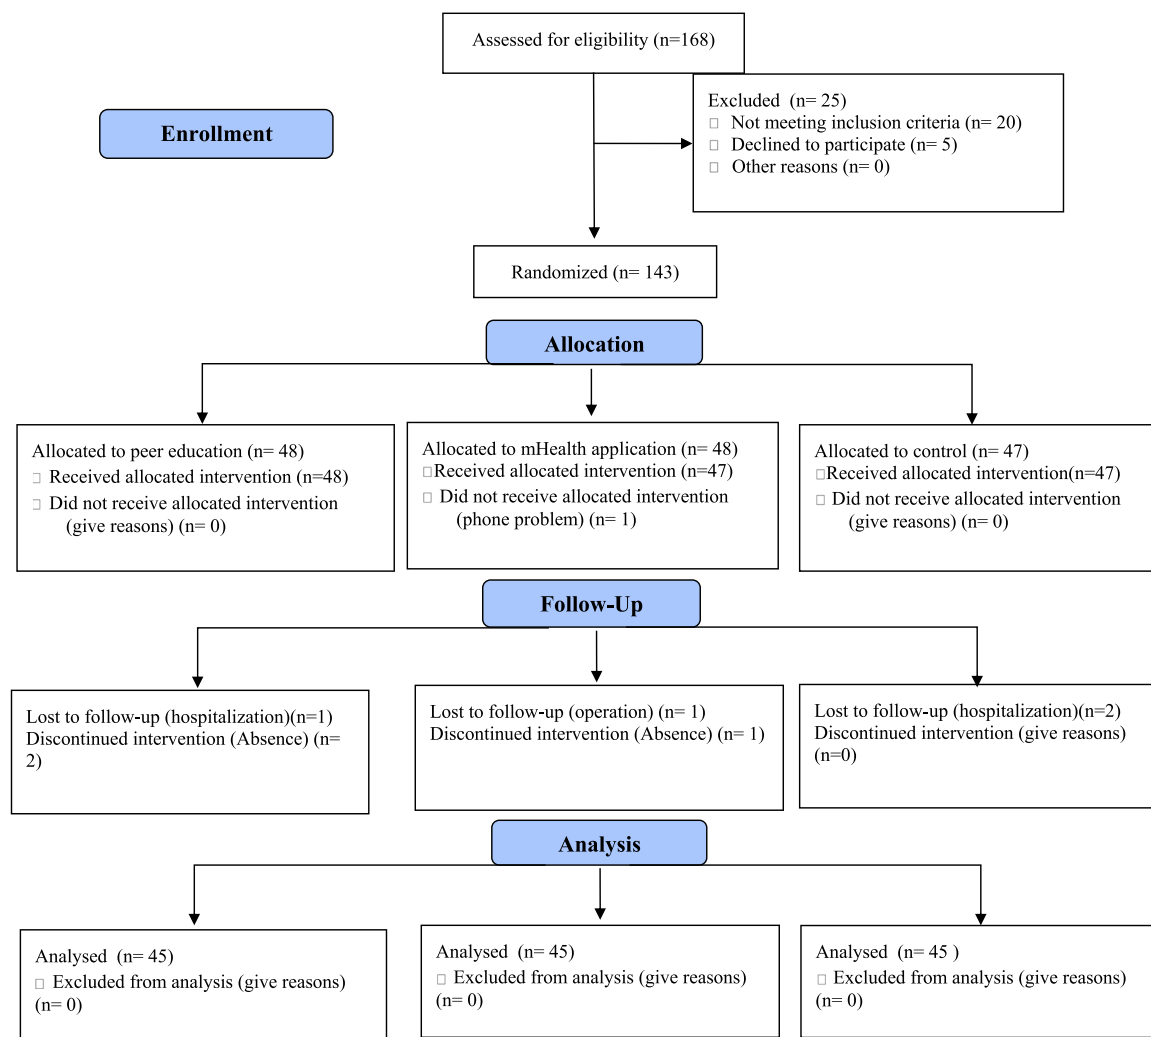 Assessed for eligibility (n=168)
Excluded (n= 25)
□ Not meeting inclusion criteria (n= 20)
□ Declined to participate (n= 5)
□ Other reasons (n= 0)
Enrollment
Randomized (n= 143)
Allocation
Allocated to peer education (n= 48)
□ Received allocated intervention (n=48)
□ Did not receive allocated intervention
(give reasons) (n= 0)
Allocated to mHealth application (n= 48)
□Received allocated intervention (n=47)
□ Did not receive allocated intervention
(phone problem) (n= 1)
Allocated to control (n= 47)
□Received allocated intervention(n=47)
□ Did not receive allocated intervention
(give reasons) (n= 0)
Follow-Up
Lost to follow-up (hospitalization)(n=1)
Discontinued intervention (Absence) (n=
2)
Lost to follow-up (operation) (n= 1)
Discontinued intervention (Absence) (n= 1)
Lost to follow-up (hospitalization)(n=2)
Discontinued intervention (give reasons)
(n=0)
Analysis
Analysed (n= 45)
□ Excluded from analysis (give reasons)
(n= 0)
Analysed (n= 45)
□ Excluded from analysis (give reasons)
(n= 0)
Analysed (n= 45 )
□ Excluded from analysis (give reasons)
(n= 0)